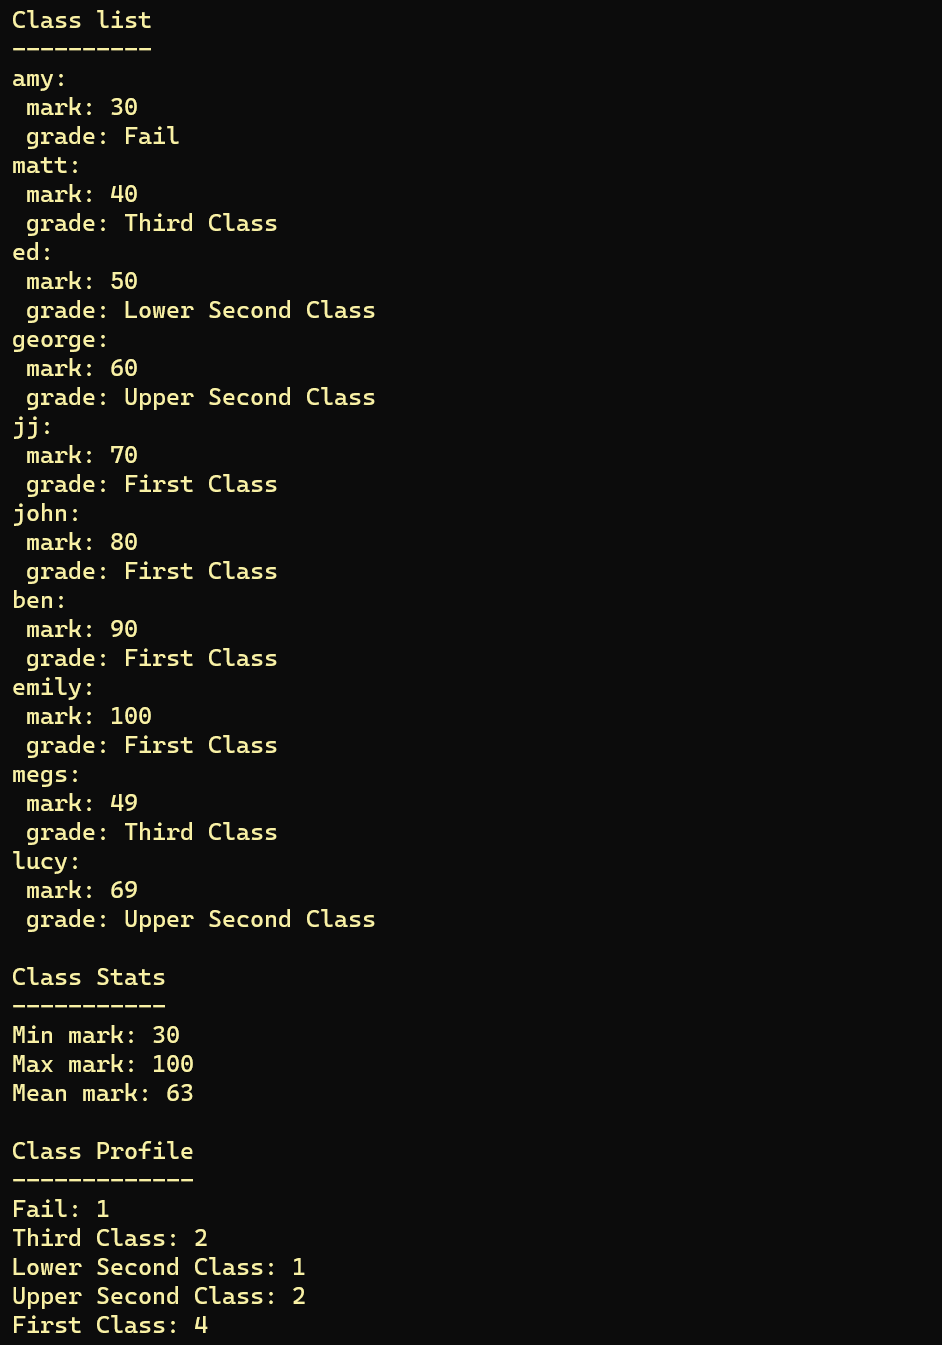 Class list
----------
amy:
 mark: 30
 grade: Fail
matt:
 mark: 40
 grade: Third Class
ed:
 mark: 50
 grade: Lower Second Class
george:
 mark: 60
 grade: Upper Second Class
jj:
 mark: 70
 grade: First Class
john:
 mark: 80
 grade: First Class
ben:
 mark: 90
 grade: First Class
emily:
 mark: 100
 grade: First Class
megs:
 mark: 49
 grade: Third Class
lucy:
 mark: 69
 grade: Upper Second Class

Class Stats
-----------
Min mark: 30
Max mark: 100
Mean mark: 63

Class Profile
-------------
Fail: 1
Third Class: 2
Lower Second Class: 1
Upper Second Class: 2
First Class: 4